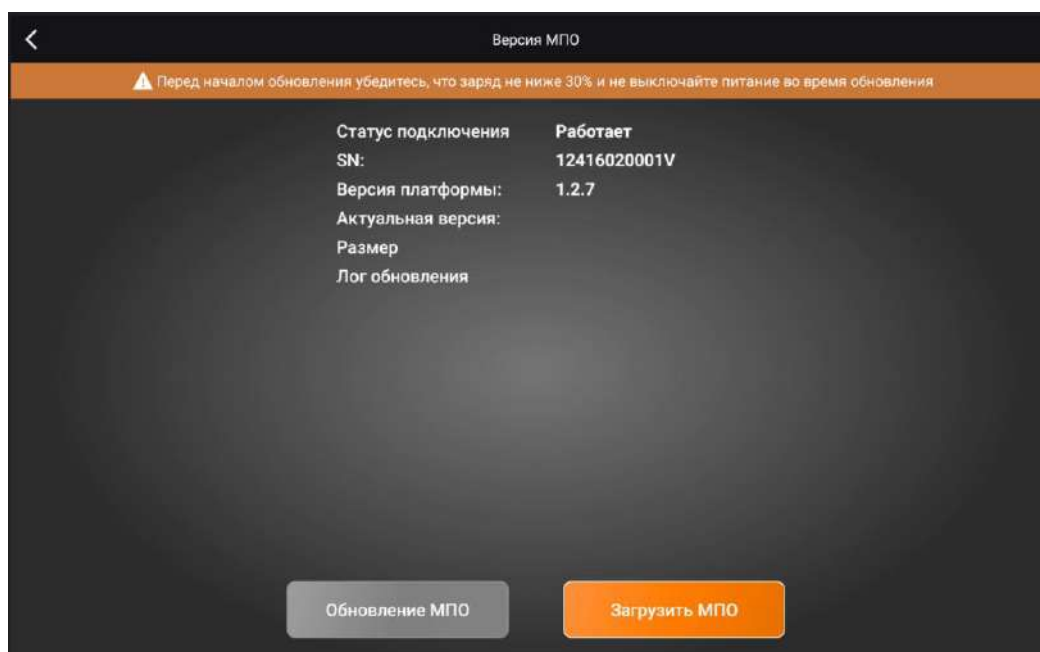 Версия МПО
Перед началом обновления убедитесь, что заряд не ниже 30% и не выключайте питание во время обновления
Статус подключения Работает
SN: 12416020001V
Версия платформы: 1.2.7
Актуальная версия:
Размер
Лог обновления
Обновление МПО Загрузить МПО